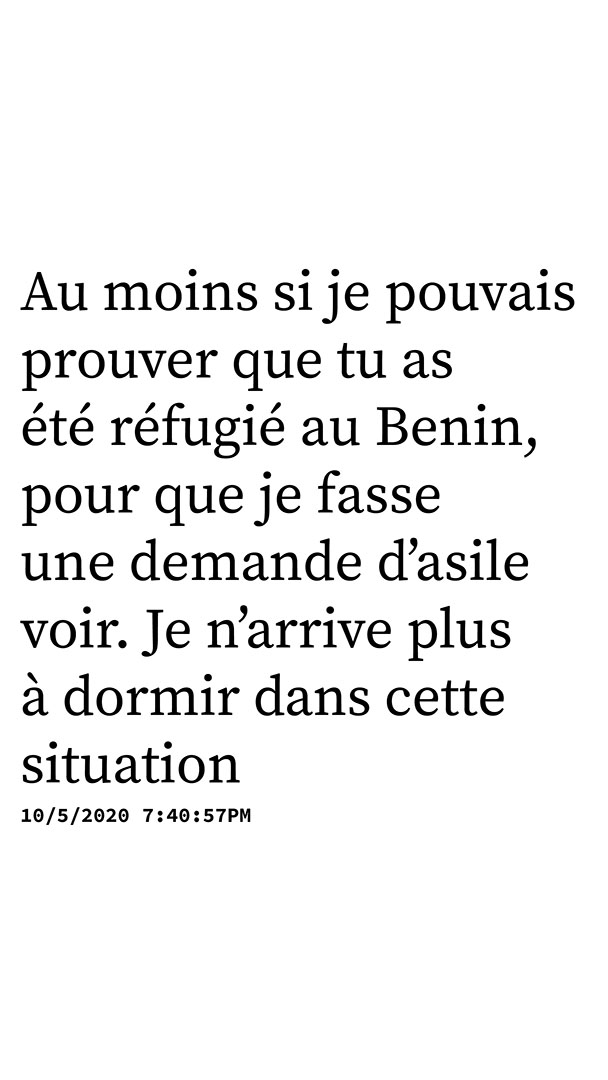 Au moins si je pouvais
prouver que tu as
été réfugié au Benin,
pour que je fasse
une demande d’asile
voir. Je n’arrive plus
à dormir dans cette
situation
10/5/2020 7:40:57PM